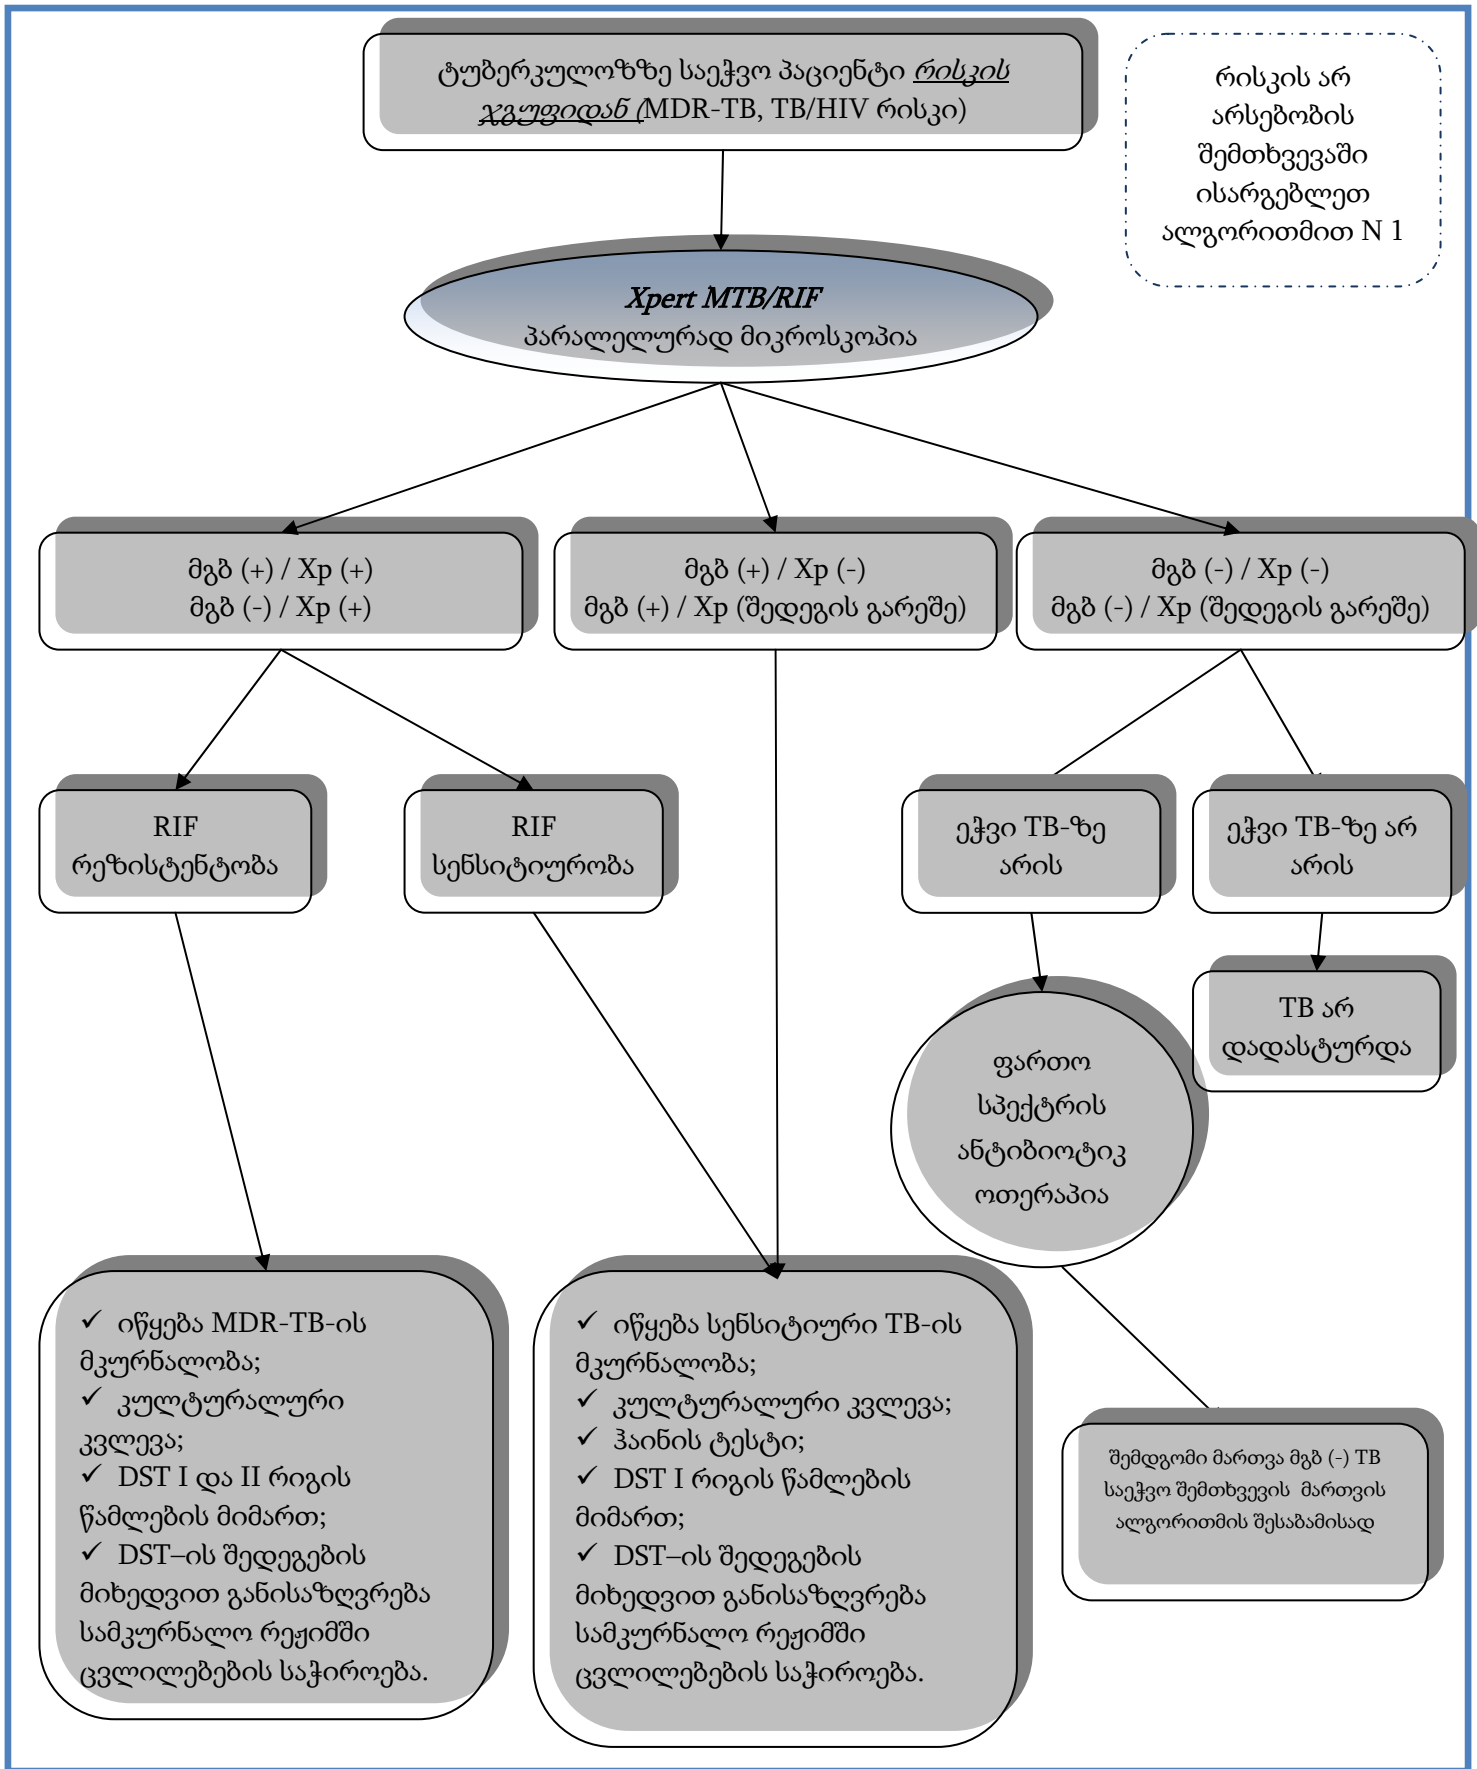 ტუბერკულოზზე საეჭვო პაციენტი რისკის
ჯგუფიდან (MDR-TB, TB/HIV რისკი)
რისკის არ
არსებობის
შემთხვევაში
ისარგებლეთ
ალგორითმით N 1
Xpert MTB/RIF
პარალელურად მიკროსკოპია
მგბ (+) / Xp (+)
მგბ (-) / Xp (+)
მგბ (+) / Xp (-)
მგბ (+) / Xp (შედეგის გარეშე)
მგბ (-) / Xp (-)
მგბ (-) / Xp (შედეგის გარეშე)
RIF
რეზისტენტობა
RIF
სენსიტიურობა
ეჭვი TB-ზე
არის
ეჭვი TB-ზე არ
არის
TB არ
დადასტურდა
ფართო
სპექტრის
ანტიბიოტიკ
ოთერაპია
✓ იწყება MDR-TB-ის
მკურნალობა;
✓ კულტურალური
კვლევა;
✓ DST I და II რიგის
წამლების მიმართ;
✓ DST–ის შედეგების
მიხედვით განისაზღვრება
სამკურნალო რეჟიმში
ცვლილებების საჭიროება.
✓ იწყება სენსიტიური TB-ის
მკურნალობა;
✓ კულტურალური კვლევა;
✓ ჰაინის ტესტი;
✓ DST I რიგის წამლების
მიმართ;
✓ DST–ის შედეგების
მიხედვით განისაზღვრება
სამკურნალო რეჟიმში
ცვლილებების საჭიროება.
შემდგომი მართვა მგბ (-) TB
საეჭვო შემთხვევის მართვის
ალგორითმის შესაბამისად